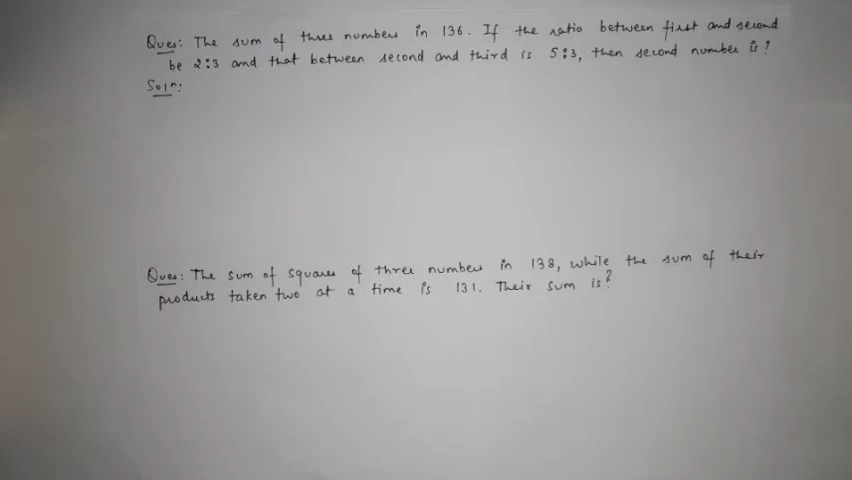 Ques: The sum of three numbers in 136. If the ratio between first and second
be 2:3 and that between second and third is 5:3, then second number is?
Soln:
Ques: The sum of squares of three numbers in 138, while the sum of their
products taken two at a time is 131. Their sum is?